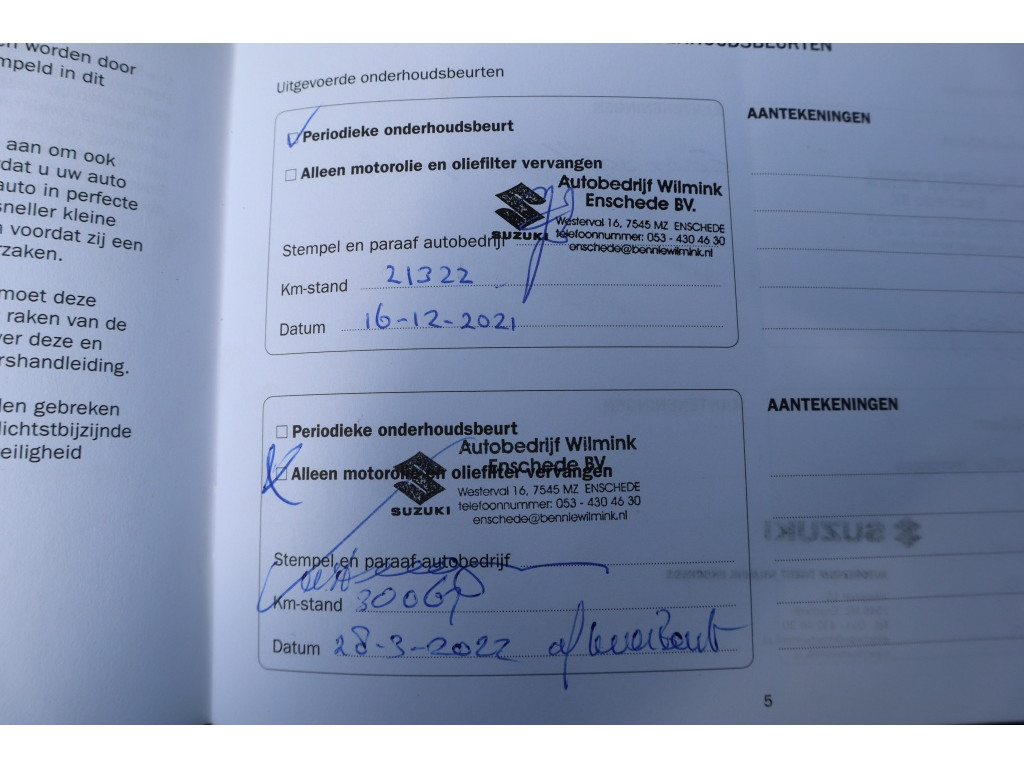 en worden door
mpeld in dit
aan om ook
rdat u uw auto
auto in perfecte
sneller kleine
n voordat zij een
rzaken.
moet deze
raken van de
ver deze en
rshandleiding.
len gebreken
lichtstbijzijnde
eiligheid
Uitgevoerde onderhoudsbeurten
Periodieke onderhoudsbeurt
Alleen motorolie en oliefilter vervangen
Autobedrijf Wilmink
Enschede BV.
Westerval 16, 7545 MZ ENSCHEDE
telefoonnummer: 053 - 430 46 30
enschede@benniewilmink.nl
SUZUKI
Stempel en paraaf autobedrijf
Km-stand 21322
Datum 16-12-2021
AANTEKENINGEN
Periodieke onderhoudsbeurt
Alleen motorolie en oliefilter vervangen
Autobedrijf Wilmink
Enschede BV.
Westerval 16, 7545 MZ ENSCHEDE
telefoonnummer: 053 - 430 46 30
enschede@benniewilmink.nl
SUZUKI
Stempel en paraaf autobedrijf
Km-stand
Datum 28-3-2022
AANTEKENINGEN
5